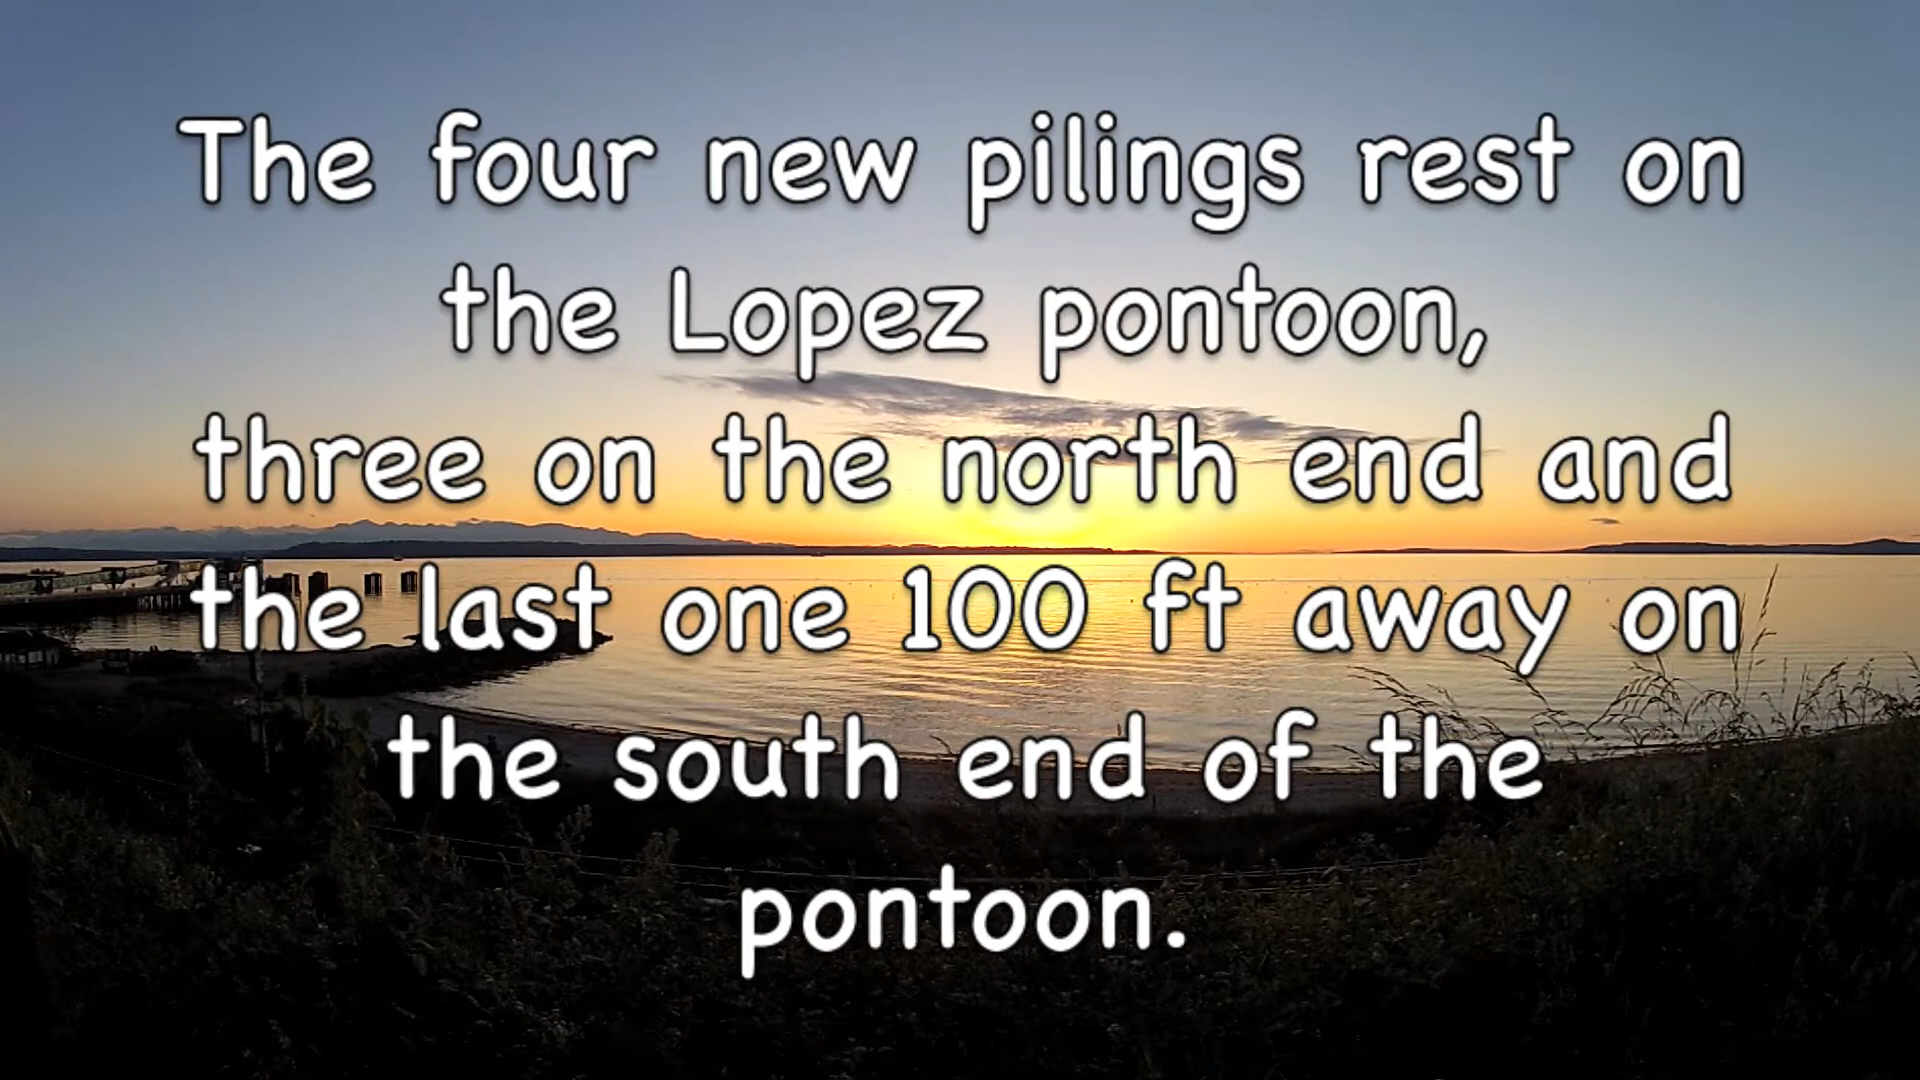 The four new pilings rest on
the Lopez pontoon,
three on the north end and
the last one 100 ft away on
the south end of the
pontoon.